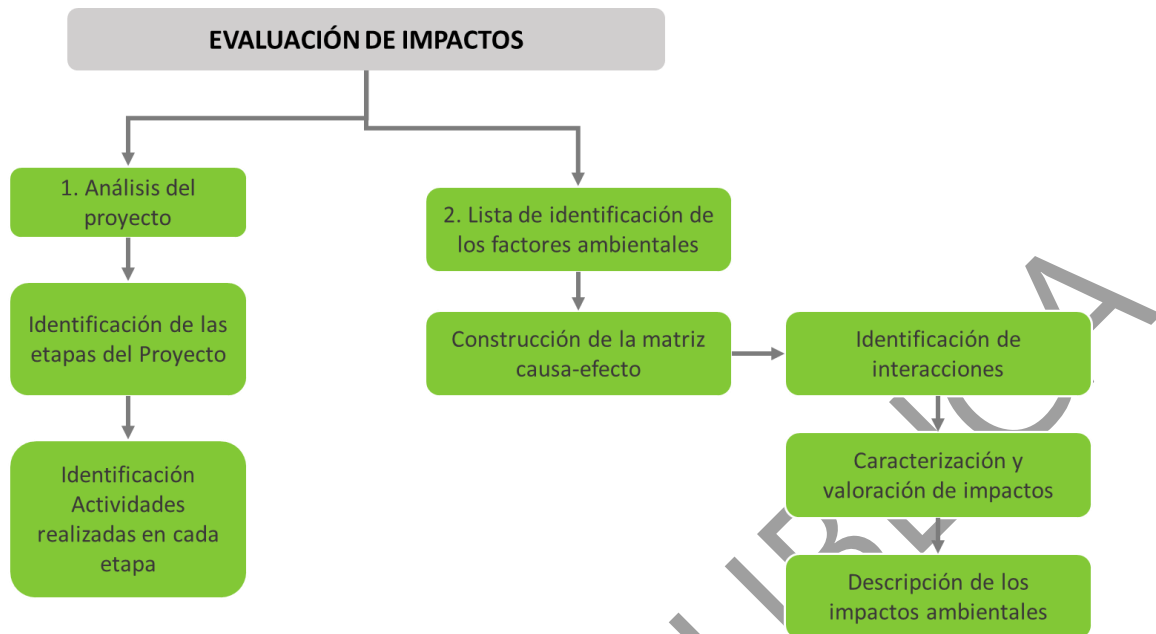 EVALUACIÓN DE IMPACTOS
1. Análisis del
proyecto
Identificación de las
etapas del Proyecto
Identificación
Actividades
realizadas en cada
etapa
2. Lista de identificación de
los factores ambientales
Construcción de la matriz
causa-efecto
Identificación de
interacciones
Caracterización y
valoración de impactos
Descripción de los
impactos ambientales